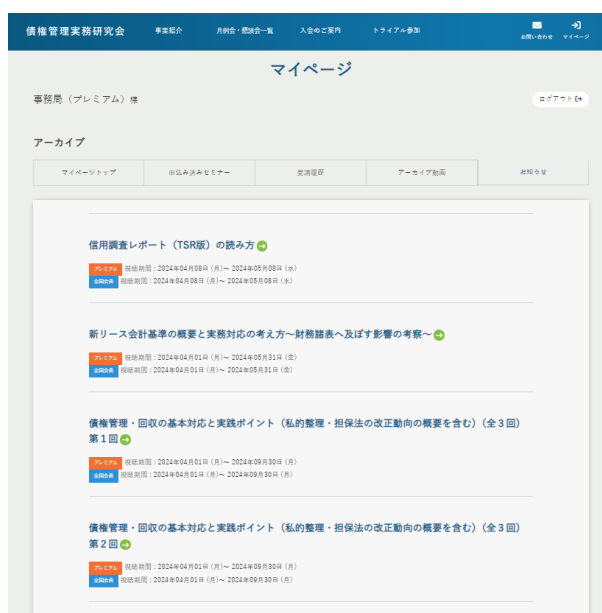 債権管理実務研究会 事業紹介 月例会・懇談会一覧 入会のご案内 トライアル参加 お問い合わせ マイページ
マイページ
事務局（プレミアム）様
ログアウト
アーカイブ
マイページトップ 申込み済みセミナー 受講履歴 アーカイブ動画 お知らせ
信用調査レポート（TSR版）の読み方
プレミアム 視聴期間：2024年04月08日（月）～ 2024年05月08日（水）
全国会員 視聴期間：2024年04月08日（月）～ 2024年05月08日（水）
新リース会計基準の概要と実務対応の考え方～財務諸表へ及ぼす影響の考察～
プレミアム 視聴期間：2024年04月01日（月）～ 2024年05月31日（金）
全国会員 視聴期間：2024年04月01日（月）～ 2024年05月31日（金）
債権管理・回収の基本対応と実践ポイント（私的整理・担保法の改正動向の概要を含む）（全３回）
第１回
プレミアム 視聴期間：2024年04月01日（月）～ 2024年09月30日（月）
全国会員 視聴期間：2024年04月01日（月）～ 2024年09月30日（月）
債権管理・回収の基本対応と実践ポイント（私的整理・担保法の改正動向の概要を含む）（全３回）
第２回
プレミアム 視聴期間：2024年04月01日（月）～ 2024年09月30日（月）
全国会員 視聴期間：2024年04月01日（月）～ 2024年09月30日（月）